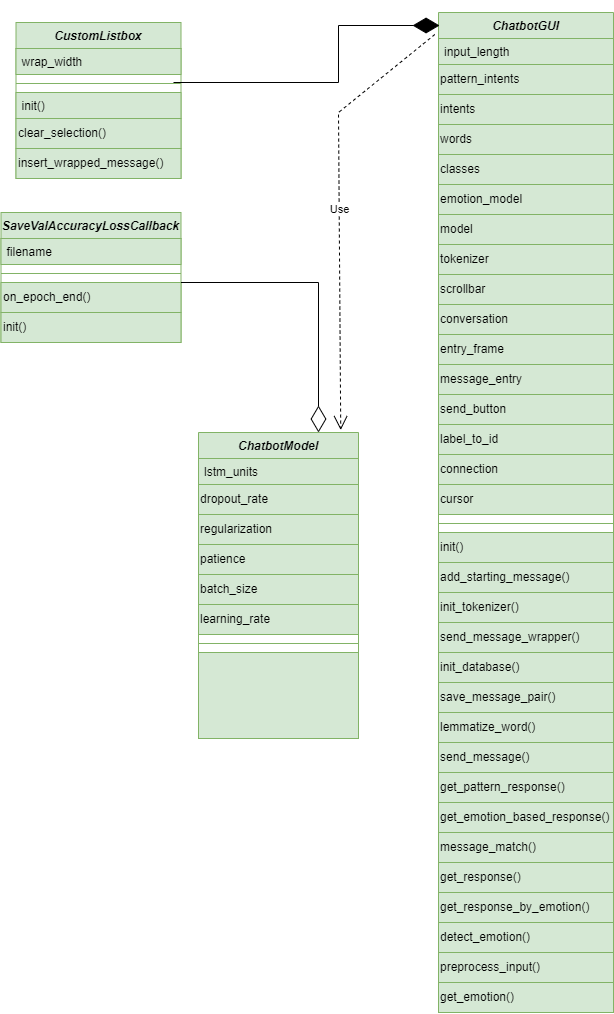 CustomListbox
wrap_width
init()
clear_selection()
insert_wrapped_message()
SaveValAccuracyLossCallback
filename
on_epoch_end()
init()
Use
ChatbotModel
lstm_units
dropout_rate
regularization
patience
batch_size
learning_rate
ChatbotGUI
input_length
pattern_intents
intents
words
classes
emotion_model
model
tokenizer
scrollbar
conversation
entry_frame
message_entry
send_button
label_to_id
connection
cursor
init()
add_starting_message()
init_tokenizer()
send_message_wrapper()
init_database()
save_message_pair()
lemmatize_word()
send_message()
get_pattern_response()
get_emotion_based_response()
message_match()
get_response()
get_response_by_emotion()
detect_emotion()
preprocess_input()
get_emotion()